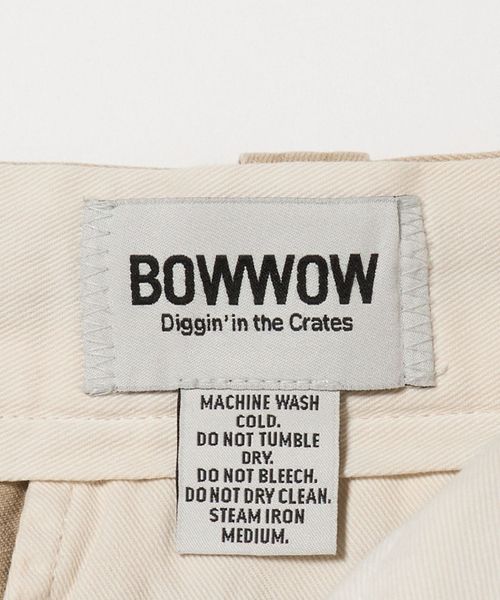 BOWWOW
Diggin' in the Crates
MACHINE WASH
COLD.
DO NOT TUMBLE
DRY.
DO NOT BLEECH.
DO NOT DRY CLEAN.
STEAM IRON
MEDIUM.